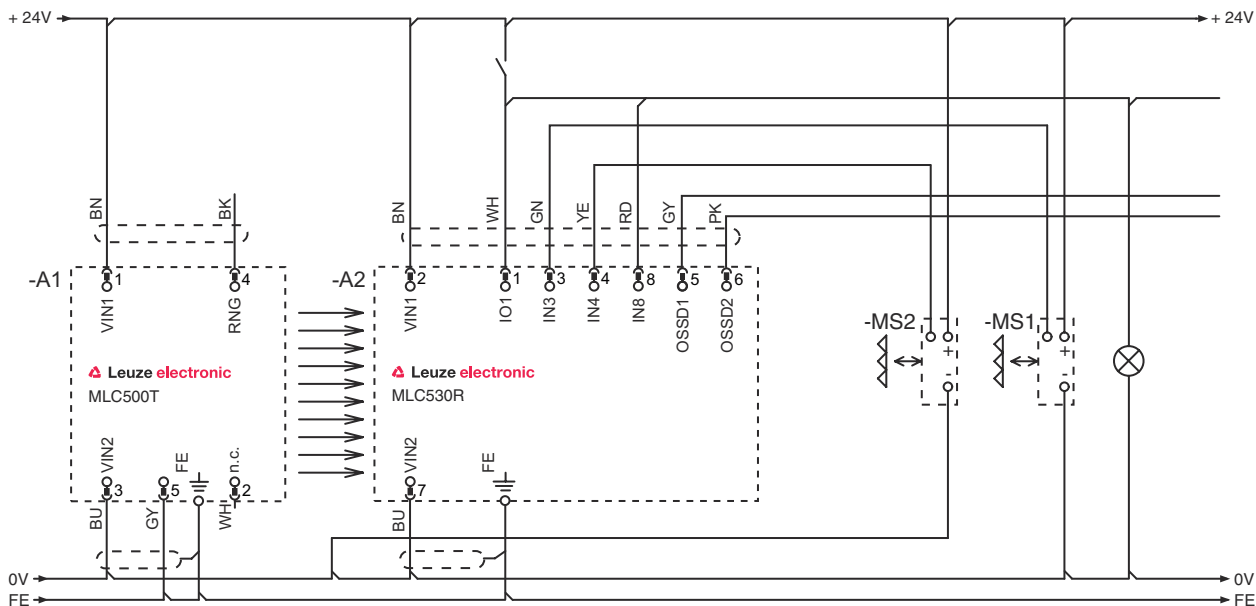 + 24V
+ 24V
BN
BK
BN
WH
GN
YE
RD
GY
PK
-A1
1
4
-A2
2
1
3
4
8
5
6
VIN1
RNG
VIN1
IO1
IN3
IN4
IN8
OSSD1
OSSD2
-MS2
-MS1
+
+
-
-
Leuze electronic
MLC500T
Leuze electronic
MLC530R
VIN2
FE
n.c.
VIN2
FE
3
5
2
7
BU
GY
WH
BU
0V
0V
FE
FE